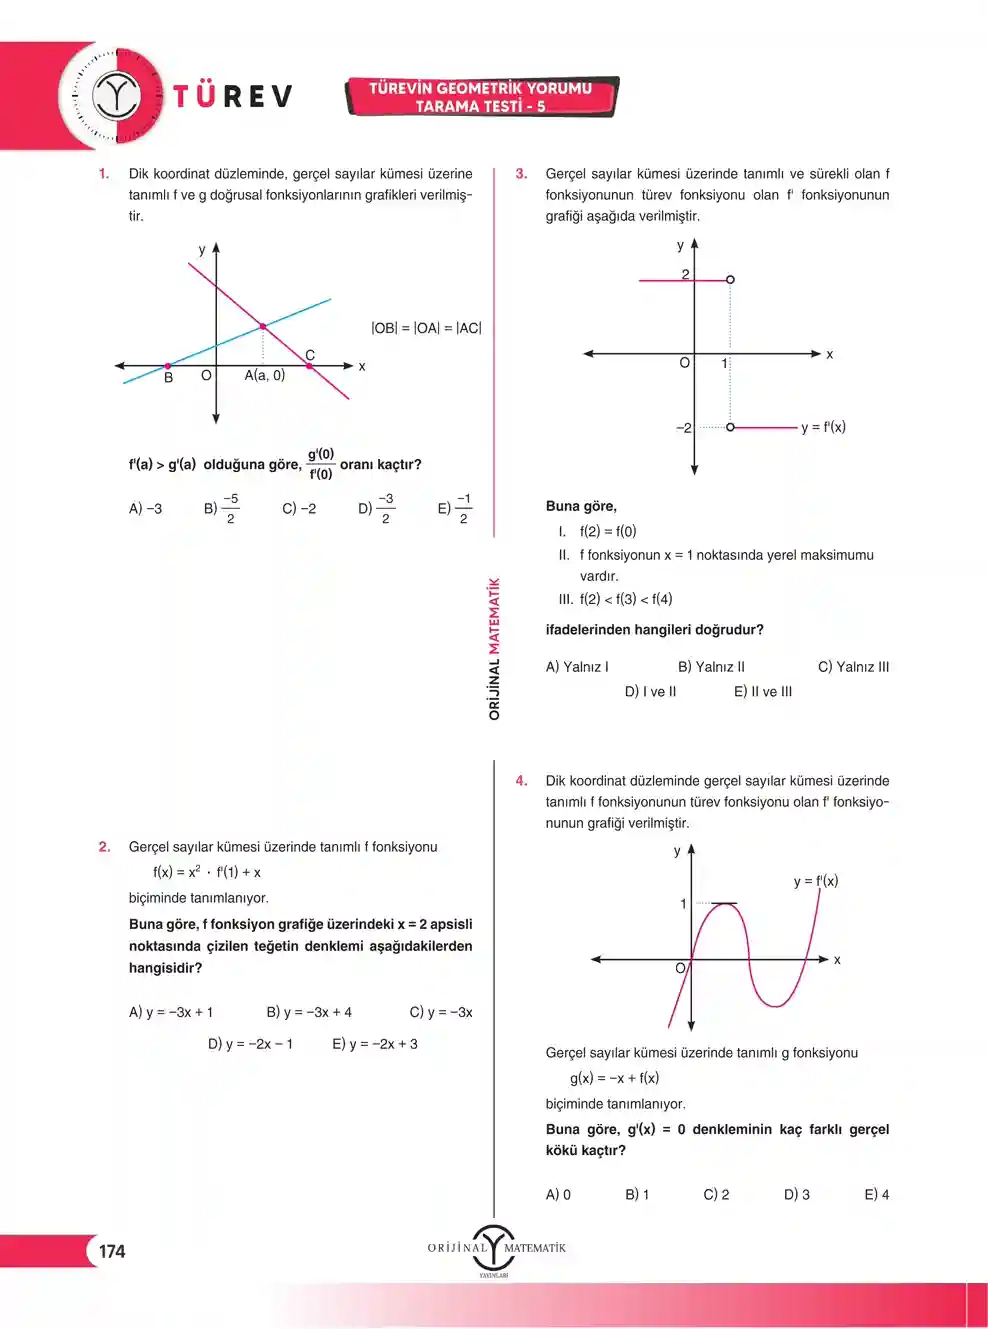 TÜREV
TÜREVİN GEOMETRİK YORUMU
TARAMA TESTİ - 5
1. Dik koordinat düzleminde, gerçel sayılar kümesi üzerine
tanımlı f ve g doğrusal fonksiyonlarının grafikleri verilmiş-
tir.
y
|OB| = |OA| = |AC|
C
x
B
O
A(a, 0)
f'(a) > g'(a) olduğuna göre, g'(0)/f'(0) oranı kaçtır?
A) –3 B) –5/2 C) –2 D) –3/2 E) –1/2
2. Gerçel sayılar kümesi üzerinde tanımlı f fonksiyonu
f(x) = x² · f'(1) + x
biçiminde tanımlanıyor.
Buna göre, f fonksiyon grafiğe üzerindeki x = 2 apsisli
noktasında çizilen teğetin denklemi aşağıdakilerden
hangisidir?
A) y = –3x + 1 B) y = –3x + 4 C) y = –3x
D) y = –2x – 1 E) y = –2x + 3
ORİJİNAL MATEMATİK
3. Gerçel sayılar kümesi üzerinde tanımlı ve sürekli olan f
fonksiyonunun türev fonksiyonu olan f' fonksiyonunun
grafiği aşağıda verilmiştir.
y
2
x
O
1
–2
y = f'(x)
Buna göre,
I. f(2) = f(0)
II. f fonksiyonun x = 1 noktasında yerel maksimumu
vardır.
III. f(2) < f(3) < f(4)
ifadelerinden hangileri doğrudur?
A) Yalnız I B) Yalnız II C) Yalnız III
D) I ve II E) II ve III
4. Dik koordinat düzleminde gerçel sayılar kümesi üzerinde
tanımlı f fonksiyonunun türev fonksiyonu olan f' fonksiyo-
nunun grafiği verilmiştir.
y
y = f'(x)
1
x
O
Gerçel sayılar kümesi üzerinde tanımlı g fonksiyonu
g(x) = –x + f(x)
biçiminde tanımlanıyor.
Buna göre, g'(x) = 0 denkleminin kaç farklı gerçel
kökü kaçtır?
A) 0 B) 1 C) 2 D) 3 E) 4
174
ORİJİNAL MATEMATİK
YAYINLARI